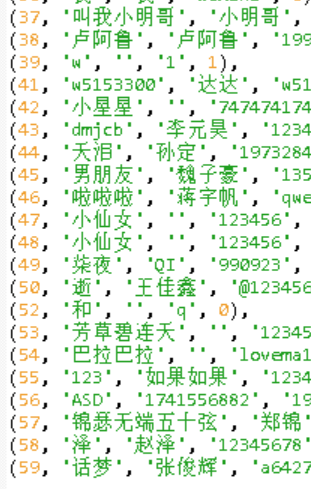 (37, '叫我小明哥', '小明哥',
(38, '卢阿鲁', '卢阿鲁', '199
(39, 'w', '', '1', 1),
(41, 'w5153300', '达达', 'w51
(42, '小星星', '', '747474174
(43, 'dmjcb', '李元昊', '1234
(44, '天泪', '孙定', '1973284
(45, '男朋友', '魏子豪', '135
(46, '啦啦啦', '蒋字帆', 'qwe
(47, '小仙女', '', '123456',
(48, '小仙女', '', '123456',
(49, '柒夜', 'QI', '990923',
(50, '逝', '王佳鑫', '@123456
(52, '和', '', 'q', 0),
(53, '芳草碧连天', '', '12345
(54, '巴拉巴拉', '', 'lovema1
(55, '123', '如果如果', '1234
(56, 'ASD', '1741556882', '19
(57, '锦瑟无端五十弦', '郑锦
(58, '泽', '赵泽', '12345678'
(59, '话梦', '张俊辉', 'a6427